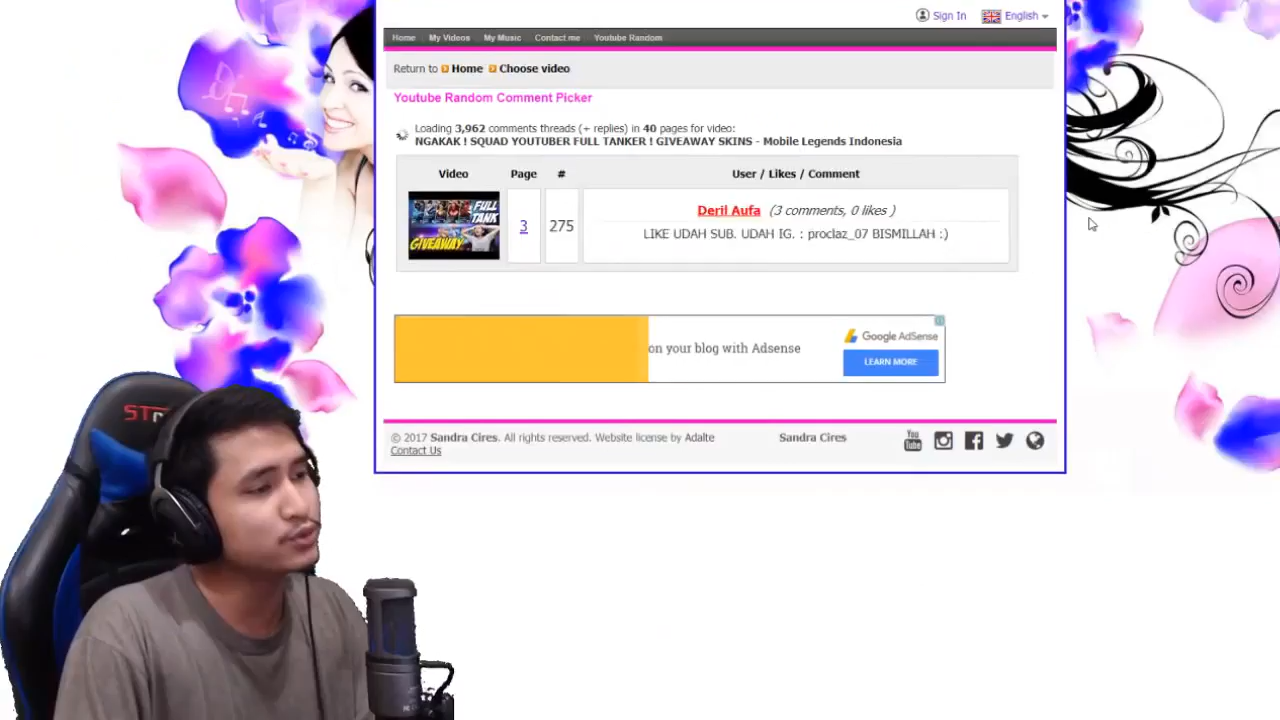 Sign In English
Home My Videos My Music Contact me Youtube Random
Return to Home Choose video
Youtube Random Comment Picker
Loading 3,962 comments threads (+ replies) in 40 pages for video:
NGAKAK ! SQUAD YOUTUBER FULL TANKER ! GIVEAWAY SKINS - Mobile Legends Indonesia
Video Page # User / Likes / Comment
FULL
TANK
GIVEAWAY
3 275
Deril Aufa (3 comments, 0 likes )
LIKE UDAH SUB. UDAH IG. : proclaz_07 BISMILLAH :)
on your blog with Adsense
Google AdSense
LEARN MORE
© 2017 Sandra Cires. All rights reserved. Website license by Adalte
Contact Us
Sandra Cires
You
Tube